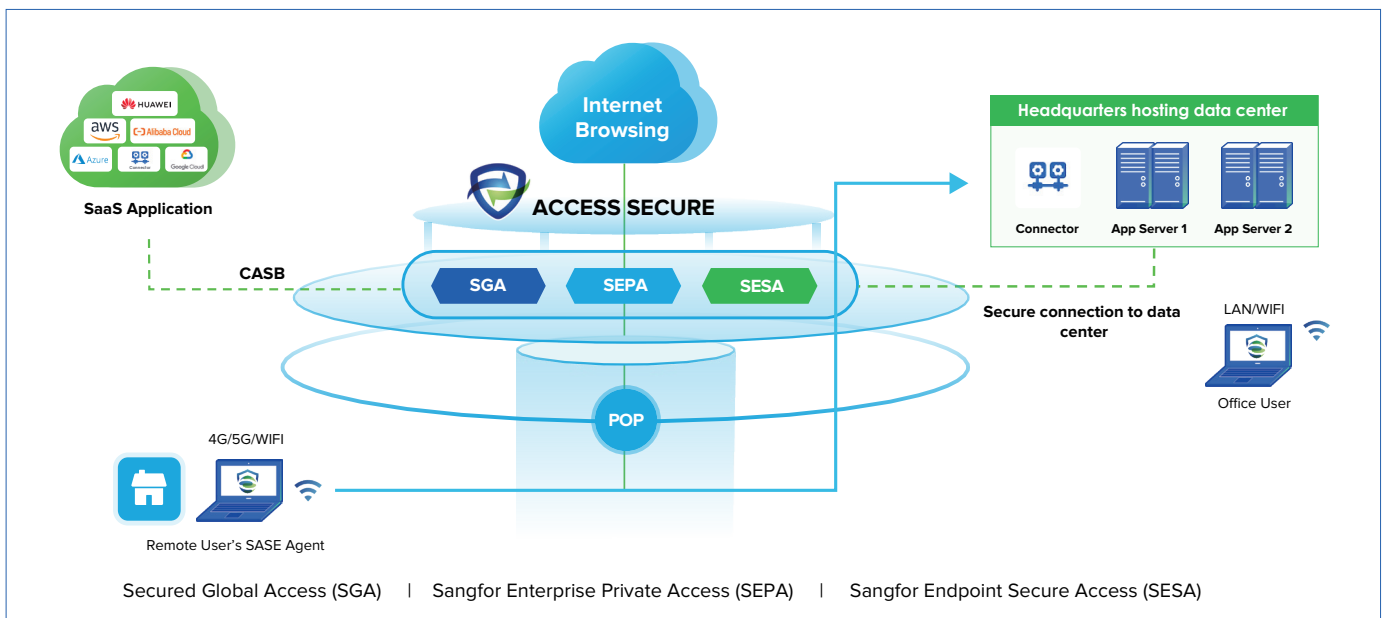 HUAWEI
aws
Alibaba Cloud
Azure
Connector
Google Cloud
SaaS Application
Internet
Browsing
ACCESS SECURE
Headquarters hosting data center
Connector
App Server 1
App Server 2
CASB
SGA
SEPA
SESA
Secure connection to data
center
LAN/WIFI
Office User
POP
4G/5G/WIFI
Remote User's SASE Agent
Secured Global Access (SGA) | Sangfor Enterprise Private Access (SEPA) | Sangfor Endpoint Secure Access (SESA)